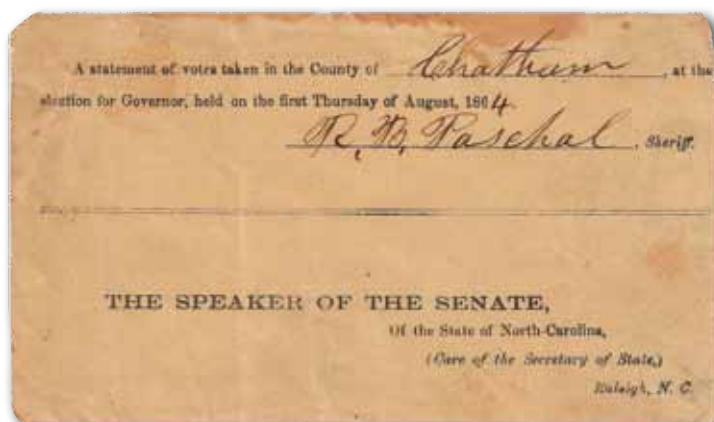 A statement of votes taken in the County of Chatham, at the
election for Governor, held on the first Thursday of August, 1864.
R. B. Paschal, Sheriff.
THE SPEAKER OF THE SENATE,
Of the State of North-Carolina,
(Care of the Secretary of State,)
Raleigh, N. C.